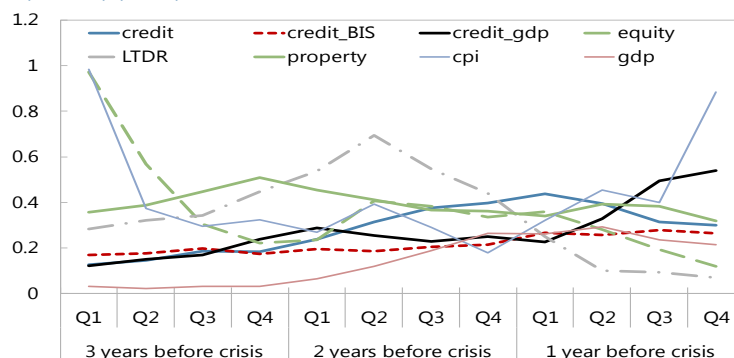 1.2
credit credit_BIS credit_gdp equity
LTDR property cpi gdp
1
0.8
0.6
0.4
0.2
0
Q1 Q2 Q3 Q4 Q1 Q2 Q3 Q4 Q1 Q2 Q3 Q4
3 years before crisis 2 years before crisis 1 year before crisis